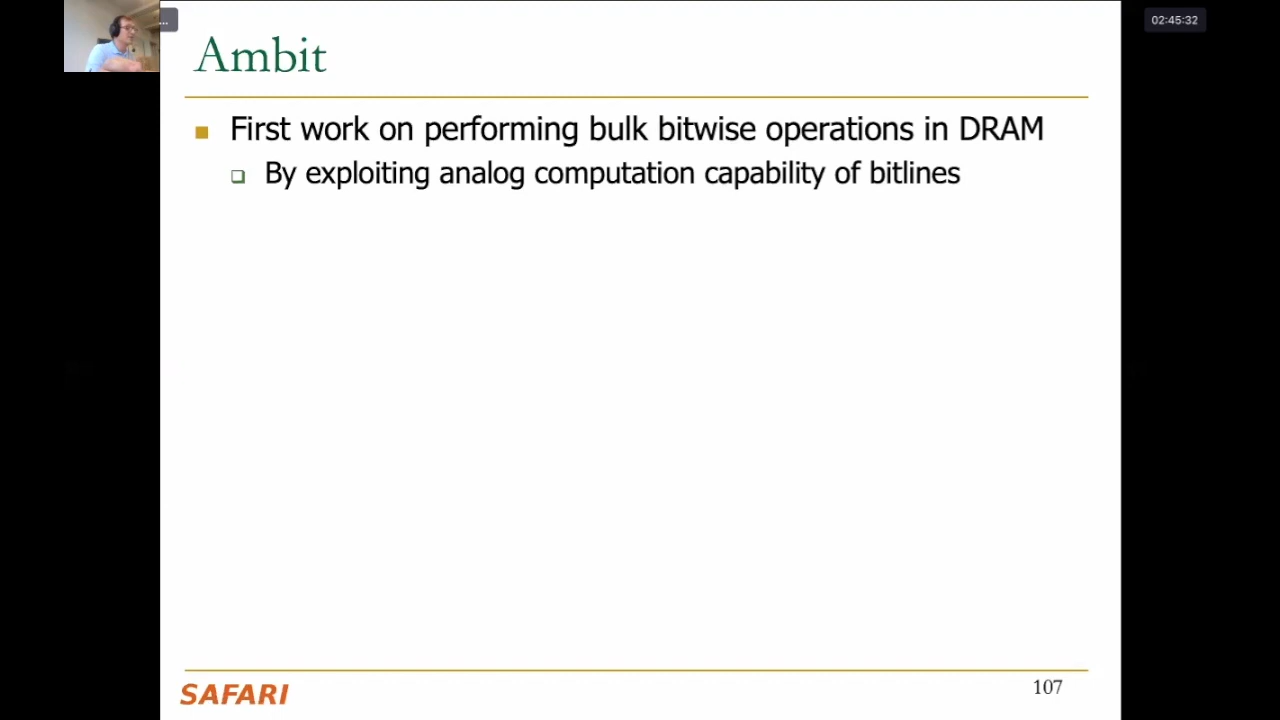 ...
02:45:32
Ambit
First work on performing bulk bitwise operations in DRAM
By exploiting analog computation capability of bitlines
SAFARI
107